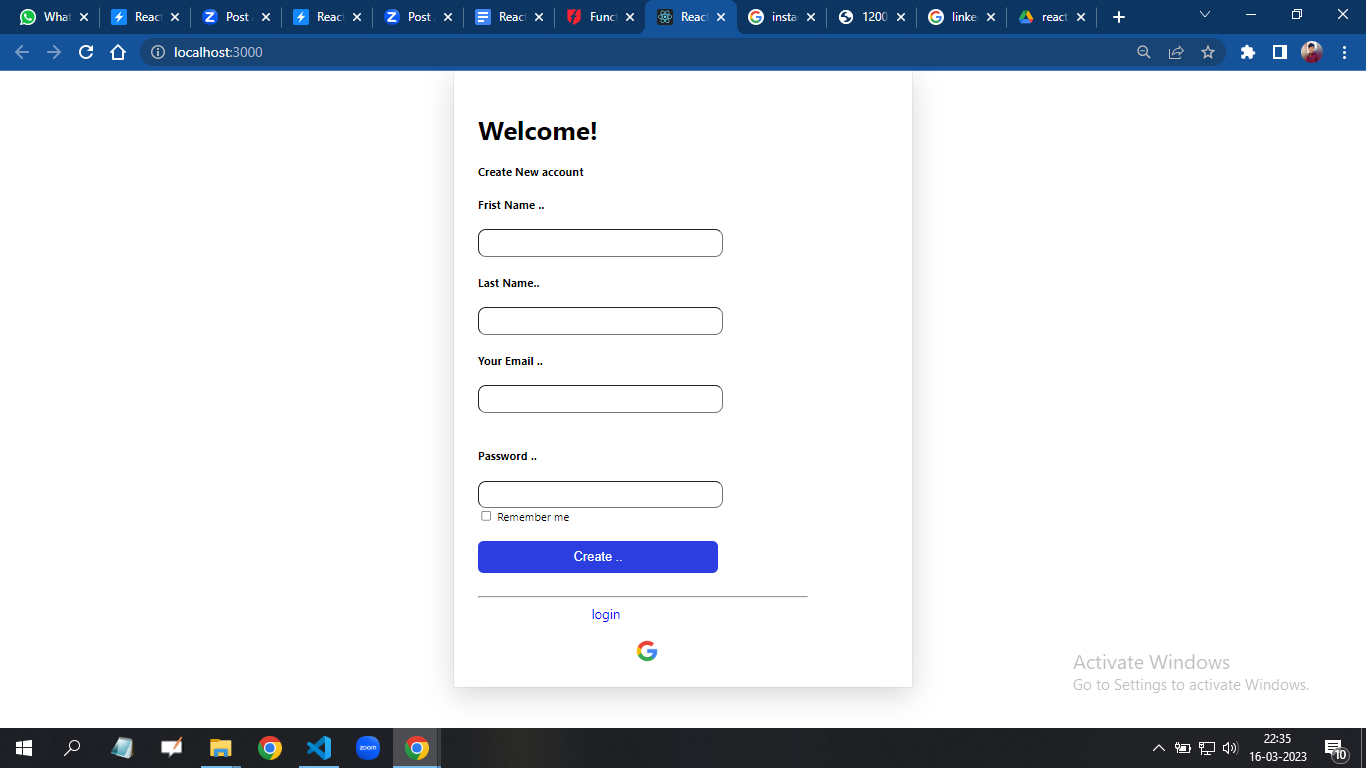 What
React
Post
React
Post
React
Funct
React
insta
1200
linke
react
localhost:3000
Welcome!
Create New account
Frist Name ..
Last Name..
Your Email ..
Password ..
Remember me
Create ..
login
Activate Windows
Go to Settings to activate Windows.
zoom
22:35
16-03-2023
10